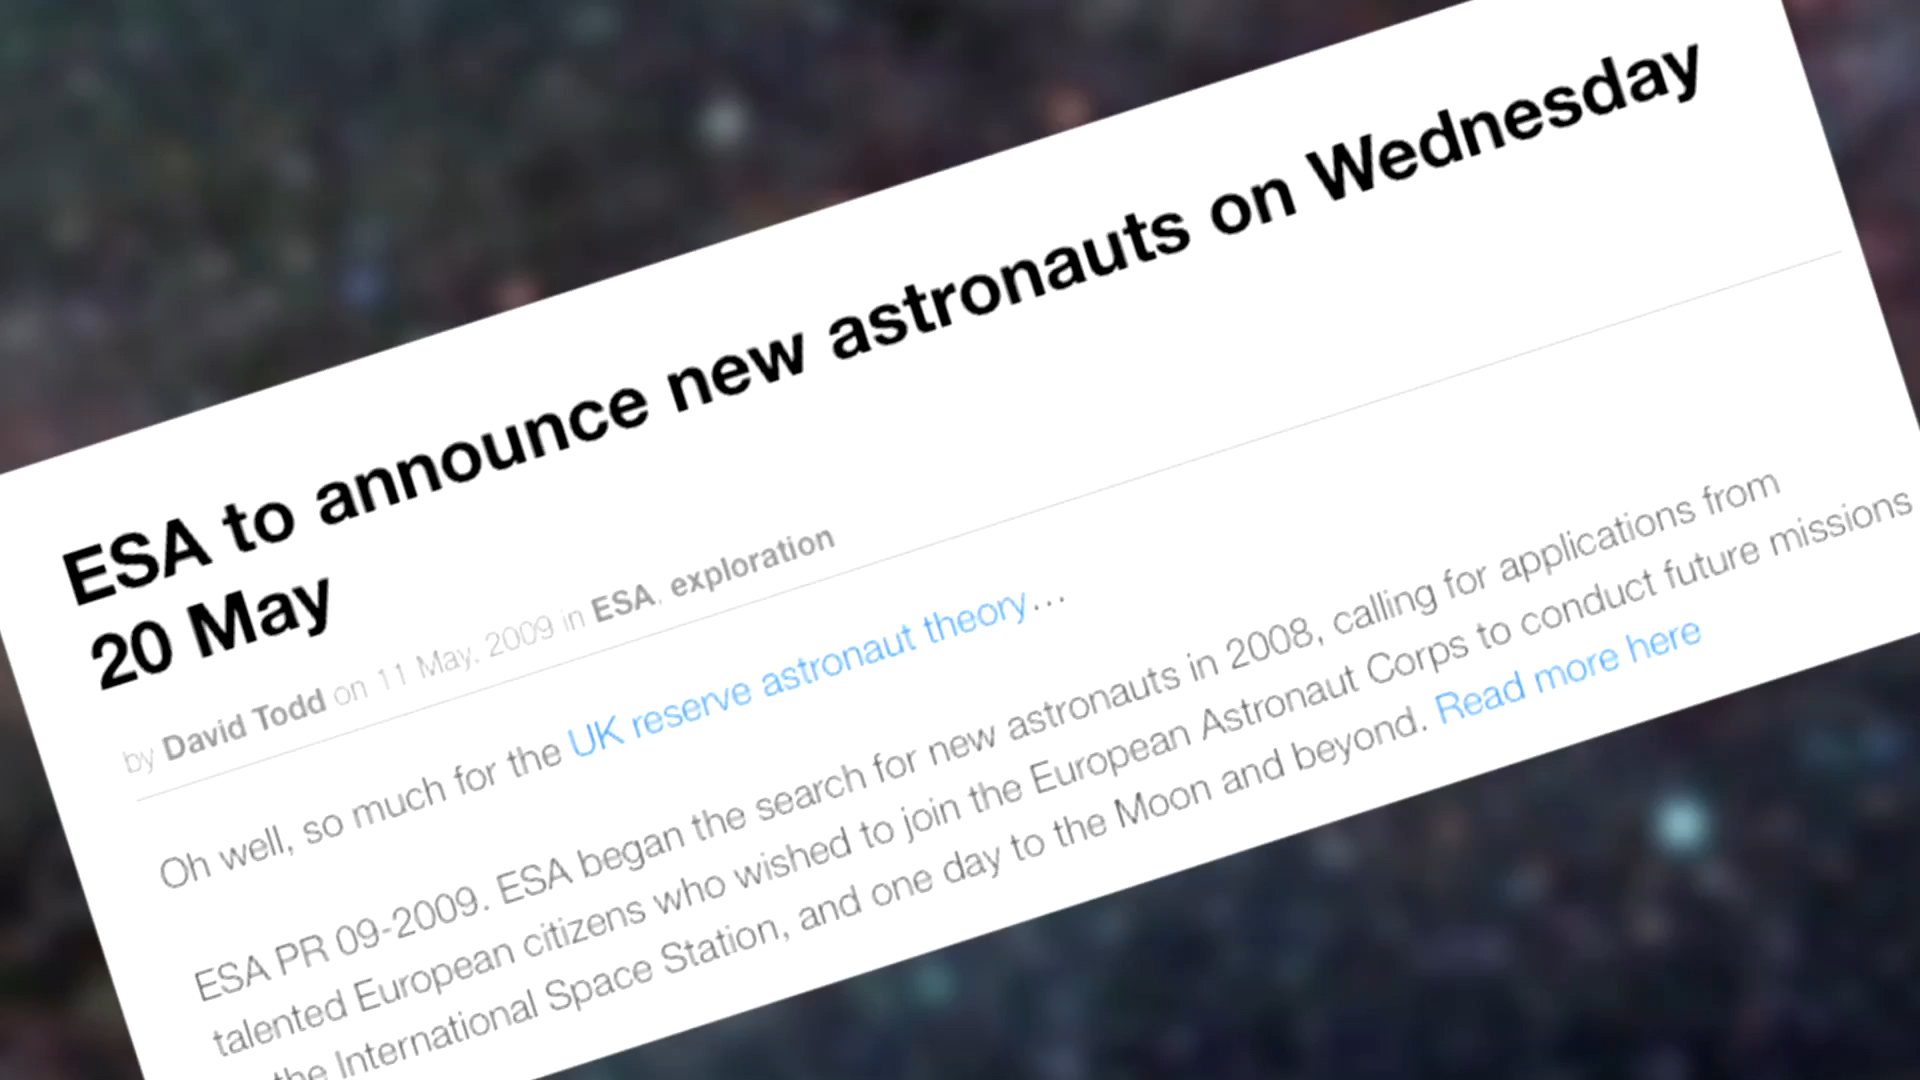 ESA to announce new astronauts on Wednesday
20 May
by David Todd on 11 May, 2009 in ESA, exploration
Oh well, so much for the UK reserve astronaut theory…
ESA PR 09-2009. ESA began the search for new astronauts in 2008, calling for applications from
talented European citizens who wished to join the European Astronaut Corps to conduct future missions
the International Space Station, and one day to the Moon and beyond. Read more here